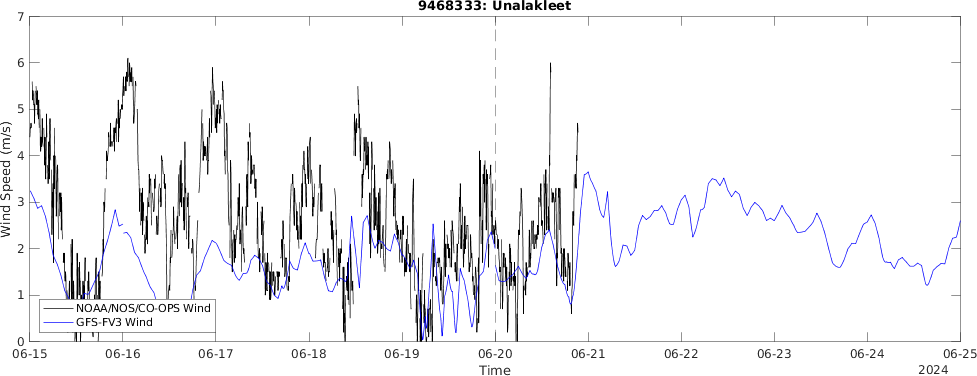 9468333: Unalakleet
7
6
5
4
3
2
1
0
Wind Speed (m/s)
NOAA/NOS/CO-OPS Wind
GFS-FV3 Wind
06-15 06-16 06-17 06-18 06-19 06-20 06-21 06-22 06-23 06-24 06-25
Time
2024